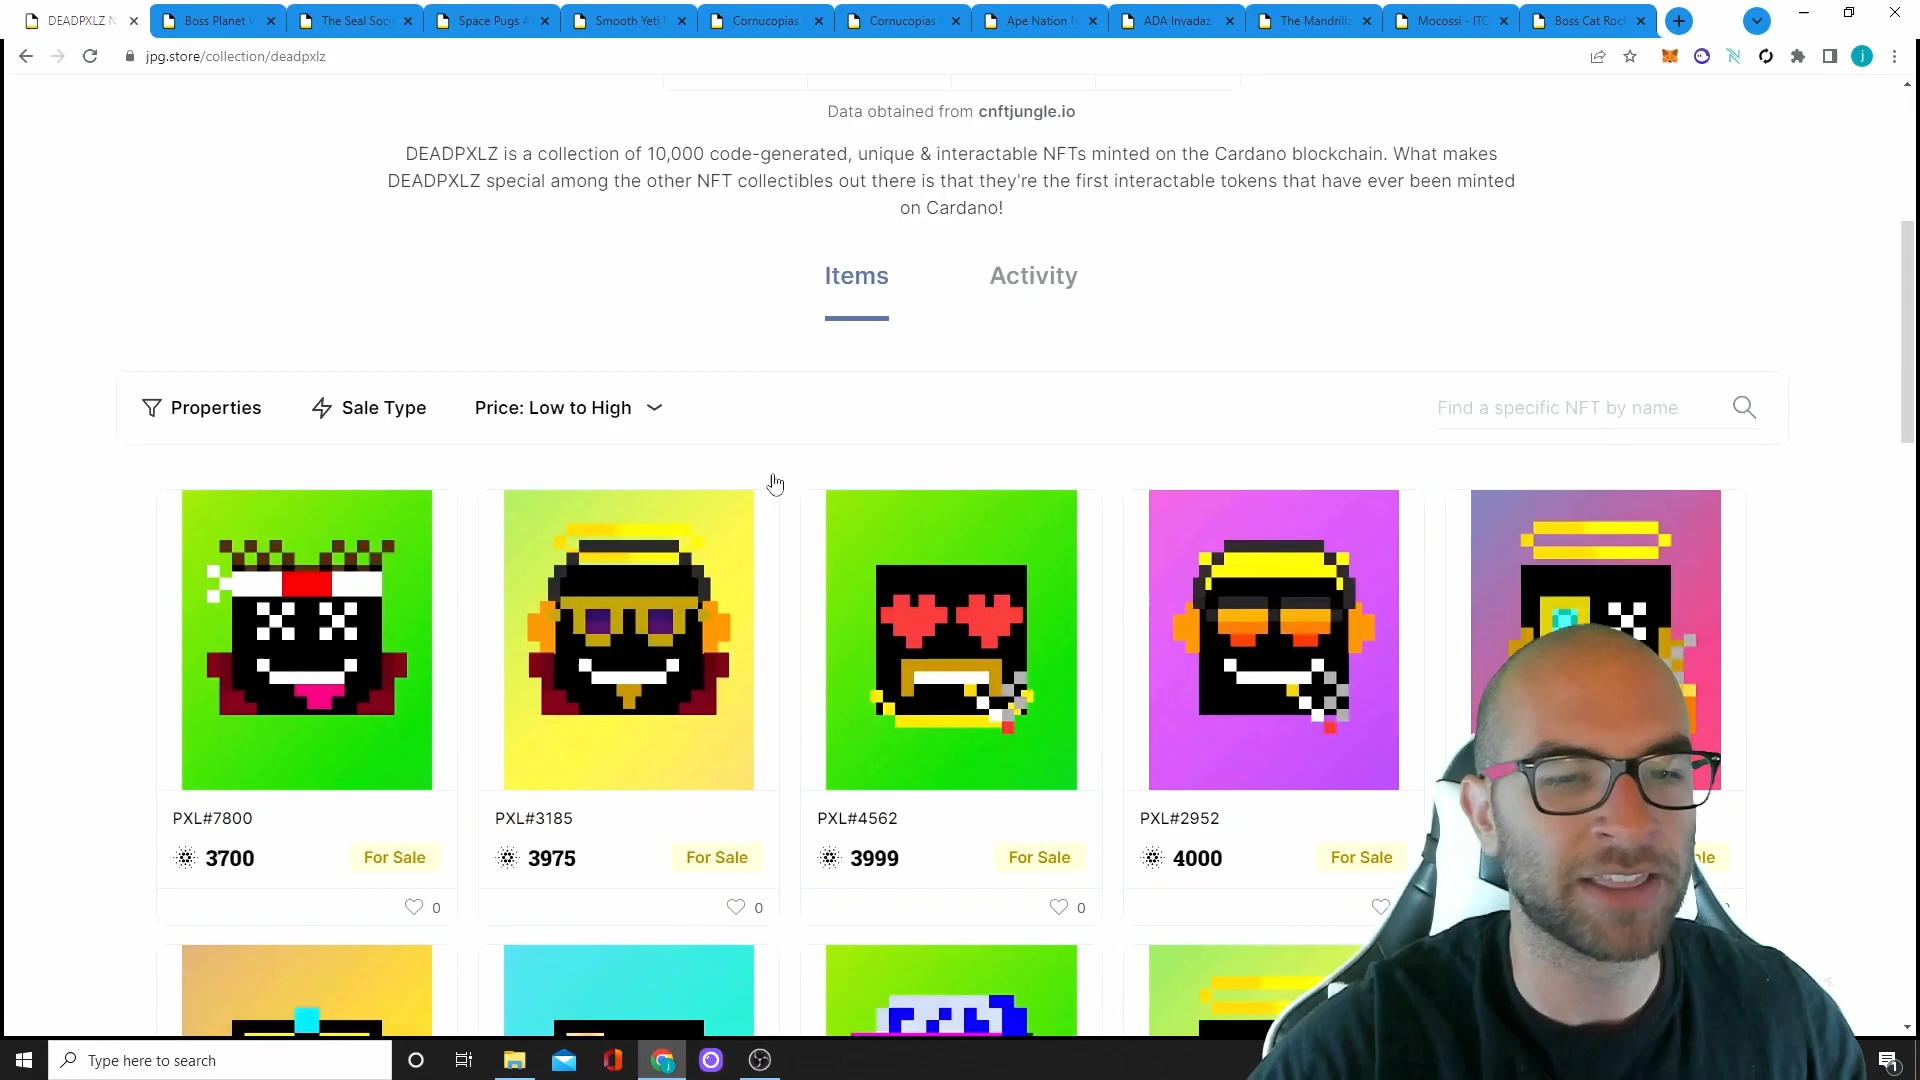 DEADPXLZ N
Boss Planet V
The Seal Soci
Space Pugs A
Smooth Yeti
Cornucopias
Cornucopias
Ape Nation N
ADA Invadaz
The Mandrillz
Mocossi - ITC
Boss Cat Roc
jpg.store/collection/deadpxlz
Data obtained from cnftjungle.io
DEADPXLZ is a collection of 10,000 code-generated, unique & interactable NFTs minted on the Cardano blockchain. What makes
DEADPXLZ special among the other NFT collectibles out there is that they're the first interactable tokens that have ever been minted
on Cardano!
Items Activity
Properties Sale Type Price: Low to High Find a specific NFT by name
PXL#7800 PXL#3185 PXL#4562 PXL#2952
3700 For Sale 3975 For Sale 3999 For Sale 4000 For Sale
0 0 0
Type here to search